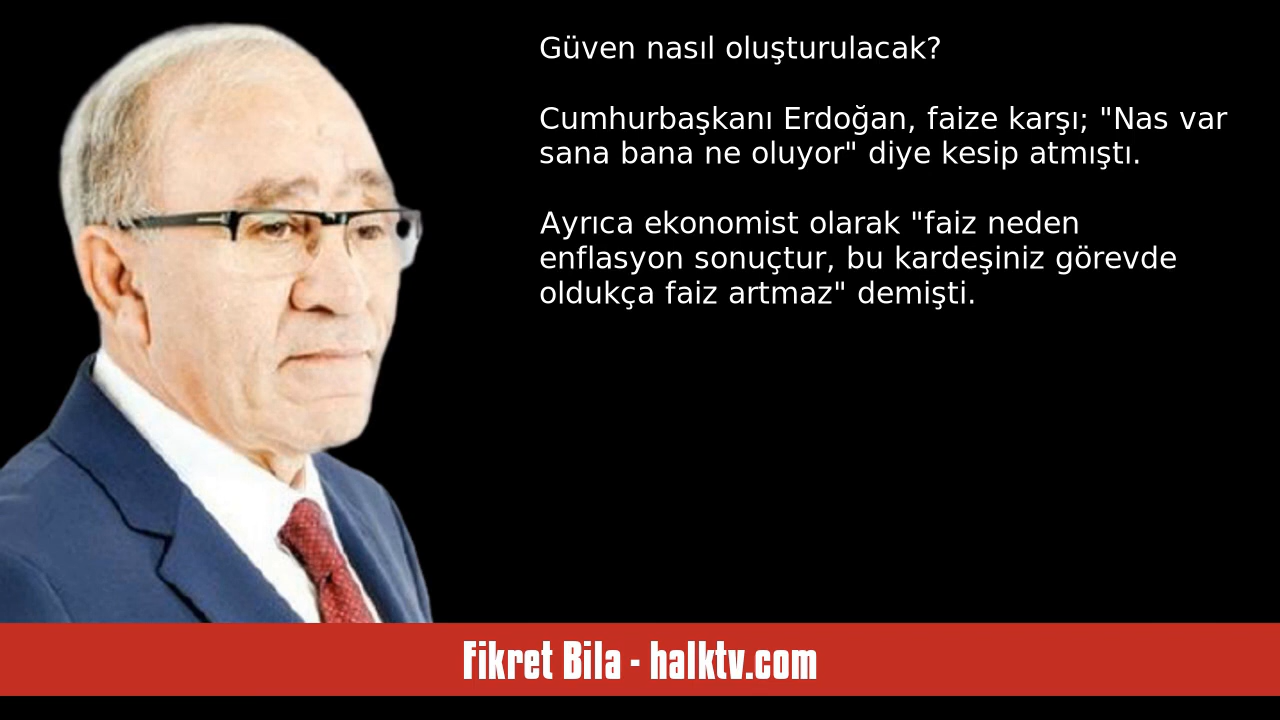 Güven nasıl oluşturulacak?
Cumhurbaşkanı Erdoğan, faize karşı; "Nas var
sana bana ne oluyor" diye kesip atmıştı.
Ayrıca ekonomist olarak "faiz neden
enflasyon sonuçtur, bu kardeşiniz görevde
oldukça faiz artmaz" demişti.
Fikret Bila - halktv.com